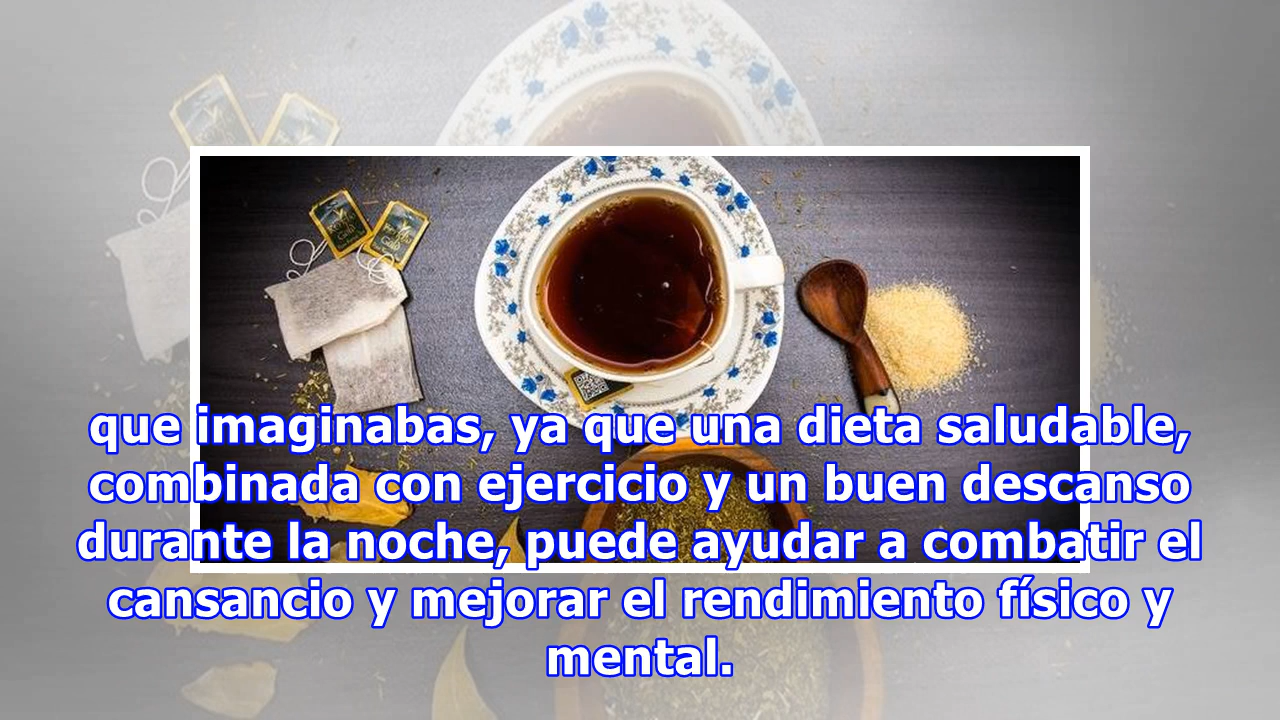 que imaginabas, ya que una dieta saludable,
combinada con ejercicio y un buen descanso
durante la noche, puede ayudar a combatir el
cansancio y mejorar el rendimiento físico y
mental.